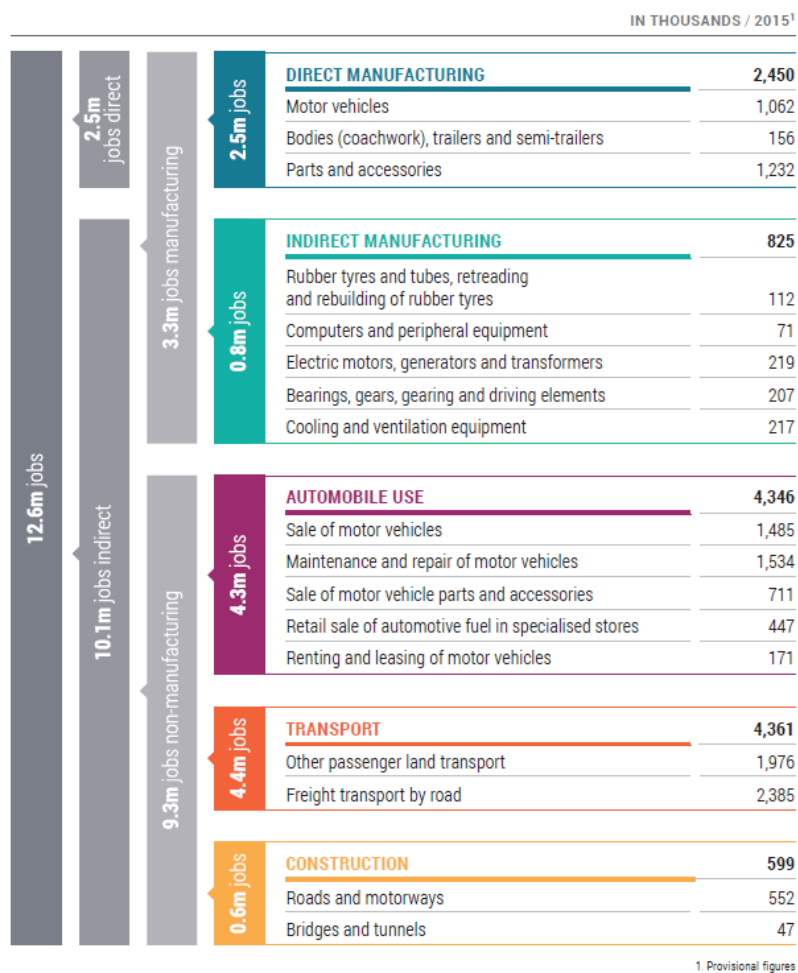 IN THOUSANDS / 2015¹
12.6m jobs
2.5m
jobs direct
10.1m jobs indirect
3.3m jobs manufacturing
9.3m jobs non-manufacturing
2.5m jobs
DIRECT MANUFACTURING 2,450
Motor vehicles 1,062
Bodies (coachwork), trailers and semi-trailers 156
Parts and accessories 1,232
0.8m jobs
INDIRECT MANUFACTURING 825
Rubber tyres and tubes, retreading
and rebuilding of rubber tyres 112
Computers and peripheral equipment 71
Electric motors, generators and transformers 219
Bearings, gears, gearing and driving elements 207
Cooling and ventilation equipment 217
4.3m jobs
AUTOMOBILE USE 4,346
Sale of motor vehicles 1,485
Maintenance and repair of motor vehicles 1,534
Sale of motor vehicle parts and accessories 711
Retail sale of automotive fuel in specialised stores 447
Renting and leasing of motor vehicles 171
4.4m jobs
TRANSPORT 4,361
Other passenger land transport 1,976
Freight transport by road 2,385
0.6m jobs
CONSTRUCTION 599
Roads and motorways 552
Bridges and tunnels 47
1. Provisional figures